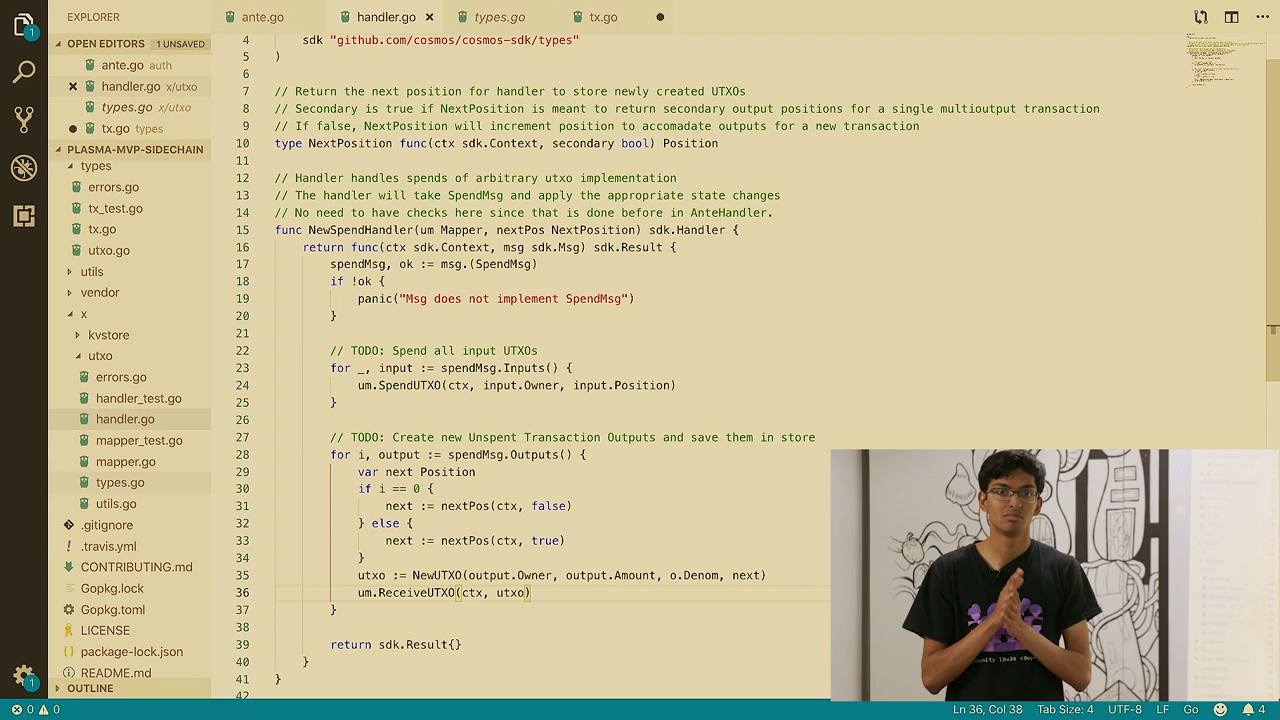 EXPLORER
OPEN EDITORS 1 UNSAVED
ante.go auth
handler.go x/utxo
types.go x/utxo
tx.go types
PLASMA-MVP-SIDECHAIN
types
errors.go
tx_test.go
tx.go
utxo.go
utils
vendor
x
kvstore
utxo
errors.go
handler_test.go
handler.go
mapper_test.go
mapper.go
types.go
utils.go
.gitignore
.travis.yml
CONTRIBUTING.md
Gopkg.lock
Gopkg.toml
LICENSE
package-lock.json
README.md
OUTLINE
1
1
ante.go handler.go types.go tx.go
4 sdk "github.com/cosmos/cosmos-sdk/types"
5 )
6
7 // Return the next position for handler to store newly created UTXOs
8 // Secondary is true if NextPosition is meant to return secondary output positions for a single multioutput transaction
9 // If false, NextPosition will increment position to accomadate outputs for a new transaction
10 type NextPosition func(ctx sdk.Context, secondary bool) Position
11
12 // Handler handles spends of arbitrary utxo implementation
13 // The handler will take SpendMsg and apply the appropriate state changes
14 // No need to have checks here since that is done before in AnteHandler.
15 func NewSpendHandler(um Mapper, nextPos NextPosition) sdk.Handler {
16 return func(ctx sdk.Context, msg sdk.Msg) sdk.Result {
17 spendMsg, ok := msg.(SpendMsg)
18 if !ok {
19 panic("Msg does not implement SpendMsg")
20 }
21
22 // TODO: Spend all input UTXOs
23 for _, input := spendMsg.Inputs() {
24 um.SpendUTXO(ctx, input.Owner, input.Position)
25 }
26
27 // TODO: Create new Unspent Transaction Outputs and save them in store
28 for i, output := spendMsg.Outputs() {
29 var next Position
30 if i == 0 {
31 next := nextPos(ctx, false)
32 } else {
33 next := nextPos(ctx, true)
34 }
35 utxo := NewUTXO(output.Owner, output.Amount, o.Denom, next)
36 um.ReceiveUTXO(ctx, utxo)
37 }
38
39 return sdk.Result{}
40 }
41 }
42
0 0 Ln 36, Col 38 Tab Size: 4 UTF-8 LF Go 4